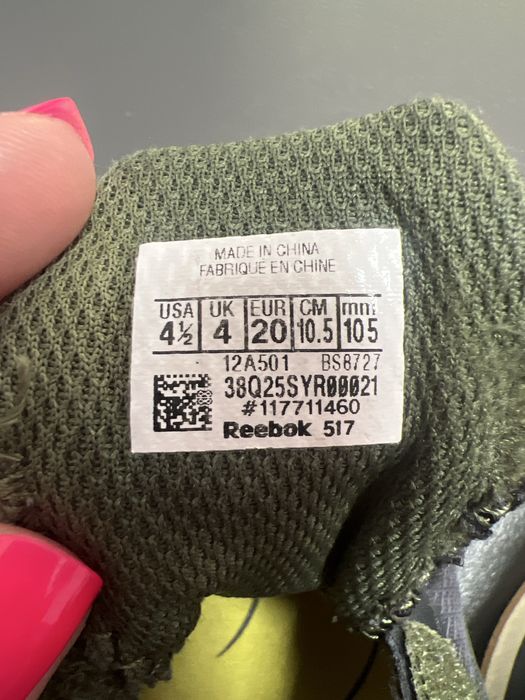 MADE IN CHINA
FABRIQUE EN CHINE
USA UK EUR CM mm
4½ 4 20 10.5 105
12A501 BS8727
38Q25SYR00021
#117711460
Reebok 517